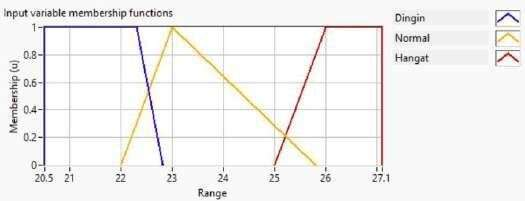 Input variable membership functions
Dingin
Normal
Hangat
Membership (u)
1
0.8
0.6
0.4
0.2
0
20.5 21 22 23 24 25 26 27.1
Range